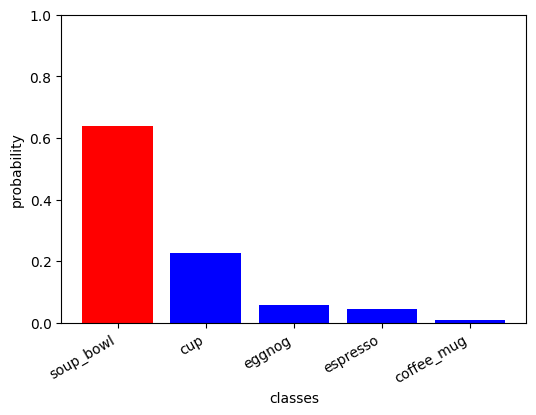 1.0
0.8
0.6
0.4
0.2
0.0
probability
soup_bowl
cup
eggnog
espresso
coffee_mug
classes